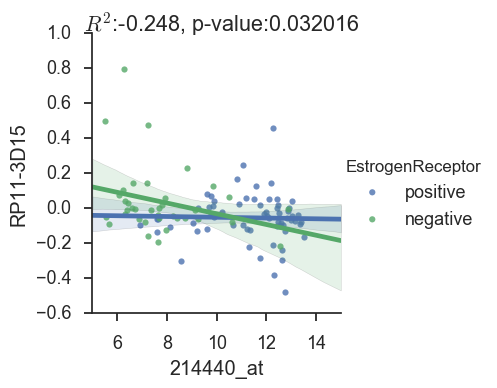 R²:-0.248, p-value:0.032016
1.0
0.8
0.6
0.4
0.2
0.0
−0.2
−0.4
−0.6
RP11-3D15
6 8 10 12 14
214440_at
EstrogenReceptor
positive
negative